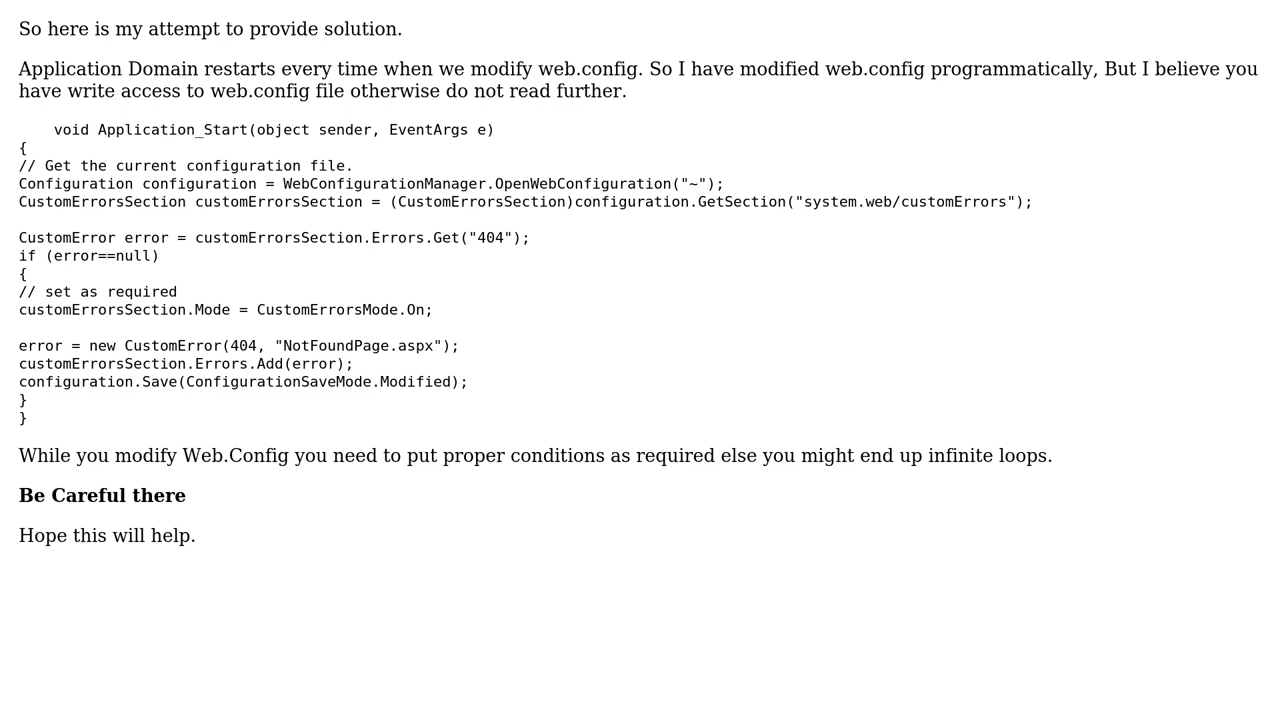 So here is my attempt to provide solution.
Application Domain restarts every time when we modify web.config. So I have modified web.config programmatically, But I believe you
have write access to web.config file otherwise do not read further.
void Application_Start(object sender, EventArgs e)
{
// Get the current configuration file.
Configuration configuration = WebConfigurationManager.OpenWebConfiguration("~");
CustomErrorsSection customErrorsSection = (CustomErrorsSection)configuration.GetSection("system.web/customErrors");
CustomError error = customErrorsSection.Errors.Get("404");
if (error==null)
{
// set as required
customErrorsSection.Mode = CustomErrorsMode.On;
error = new CustomError(404, "NotFoundPage.aspx");
customErrorsSection.Errors.Add(error);
configuration.Save(ConfigurationSaveMode.Modified);
}
}
While you modify Web.Config you need to put proper conditions as required else you might end up infinite loops.
Be Careful there
Hope this will help.